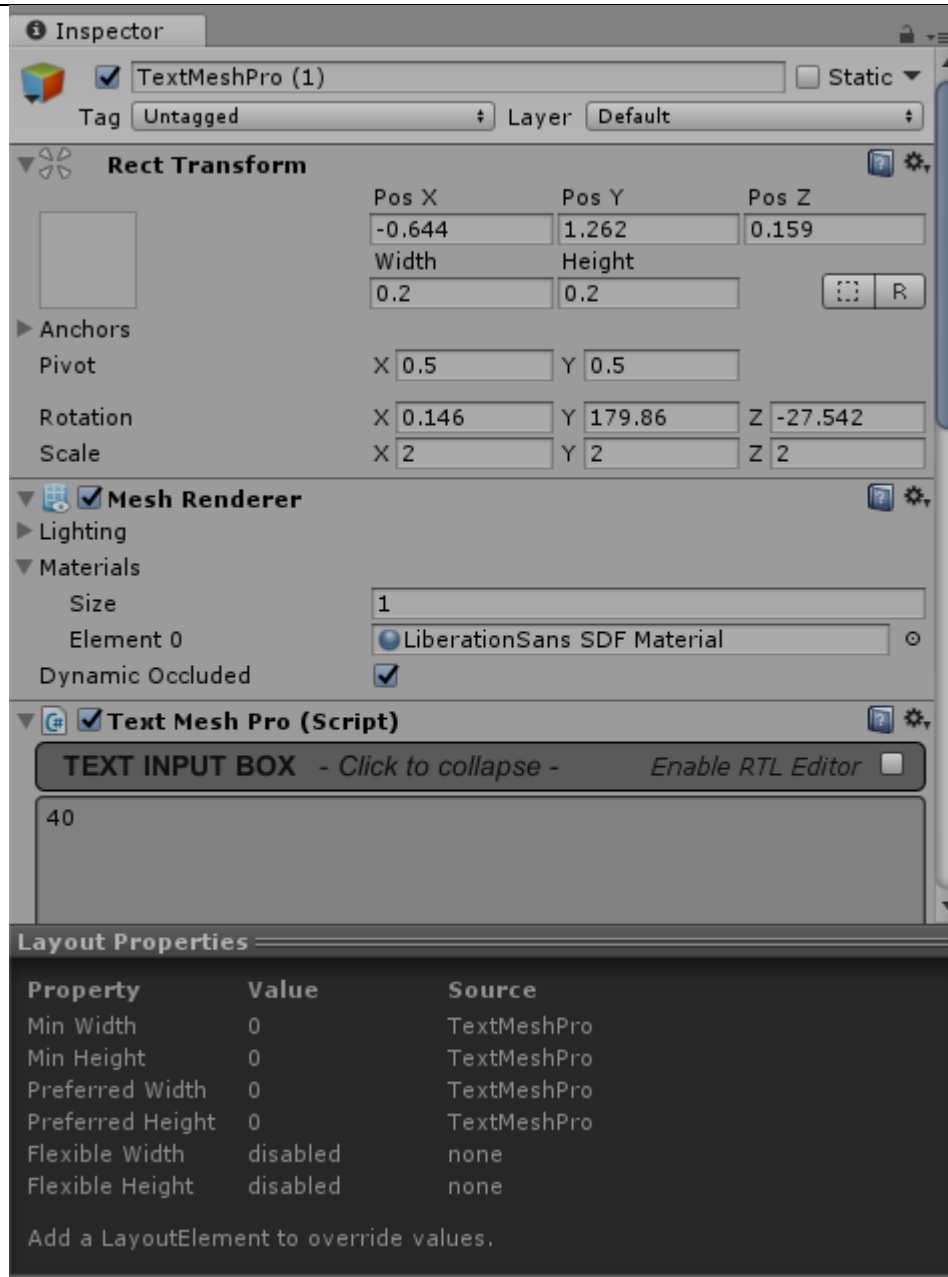 Inspector
TextMeshPro (1) Static
Tag Untagged Layer Default
Rect Transform
Pos X Pos Y Pos Z
-0.644 1.262 0.159
Width Height
0.2 0.2 R
Anchors
Pivot X 0.5 Y 0.5
Rotation X 0.146 Y 179.86 Z -27.542
Scale X 2 Y 2 Z 2
Mesh Renderer
Lighting
Materials
Size 1
Element 0 LiberationSans SDF Material
Dynamic Occluded
C# Text Mesh Pro (Script)
TEXT INPUT BOX - Click to collapse - Enable RTL Editor
40
Layout Properties
Property Value Source
Min Width 0 TextMeshPro
Min Height 0 TextMeshPro
Preferred Width 0 TextMeshPro
Preferred Height 0 TextMeshPro
Flexible Width disabled none
Flexible Height disabled none
Add a LayoutElement to override values.